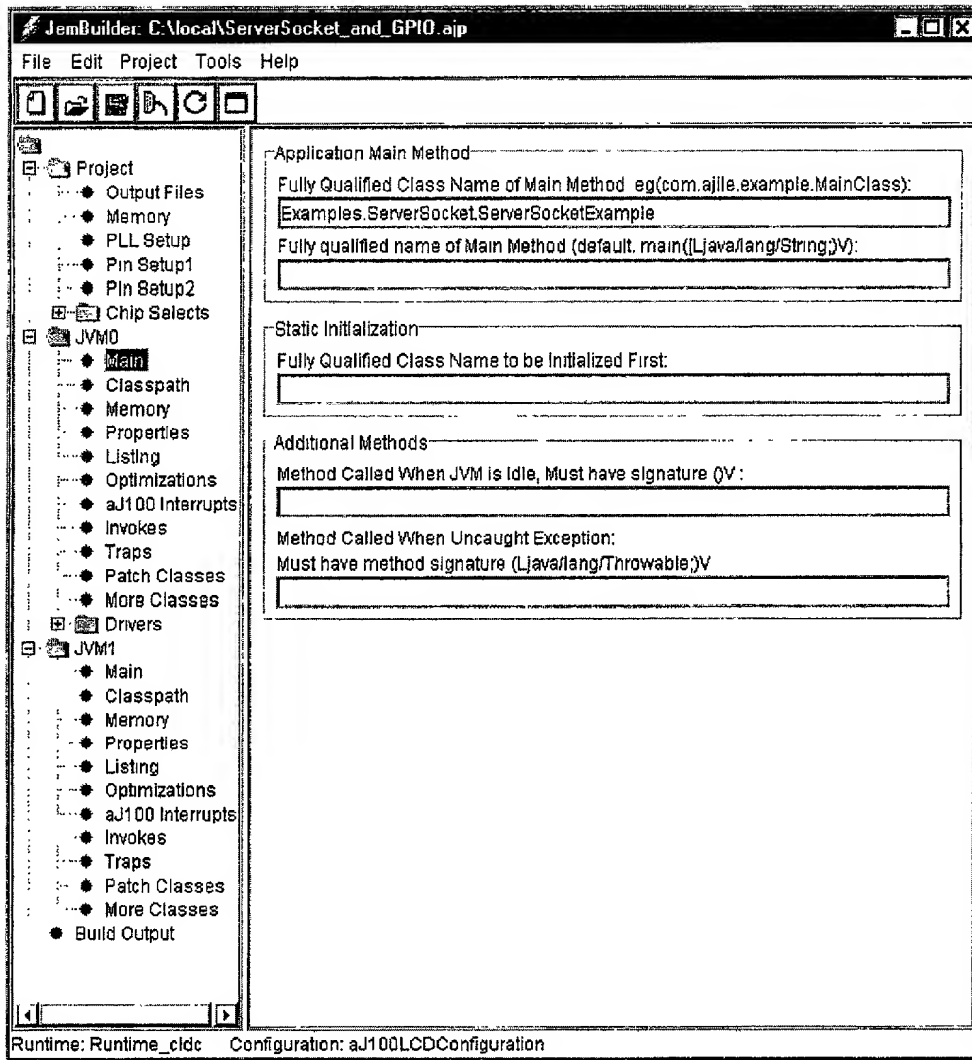 JemBuilder: C:\local\ServerSocket_and_GPIO.ajp
File Edit Project Tools Help
Project
Output Files
Memory
PLL Setup
Pin Setup1
Pin Setup2
Chip Selects
JVM0
Main
Classpath
Memory
Properties
Listing
Optimizations
aJ100 Interrupts
Invokes
Traps
Patch Classes
More Classes
Drivers
JVM1
Main
Classpath
Memory
Properties
Listing
Optimizations
aJ100 Interrupts
Invokes
Traps
Patch Classes
More Classes
Build Output
Application Main Method
Fully Qualified Class Name of Main Method eg(com.ajile.example.MainClass):
Examples.ServerSocket.ServerSocketExample
Fully qualified name of Main Method (default. main([Ljava/lang/String;)V):
Static Initialization
Fully Qualified Class Name to be Initialized First:
Additional Methods
Method Called When JVM is Idle, Must have signature ()V :
Method Called When Uncaught Exception:
Must have method signature (Ljava/lang/Throwable;)V
Runtime: Runtime_cldc Configuration: aJ100LCDConfiguration